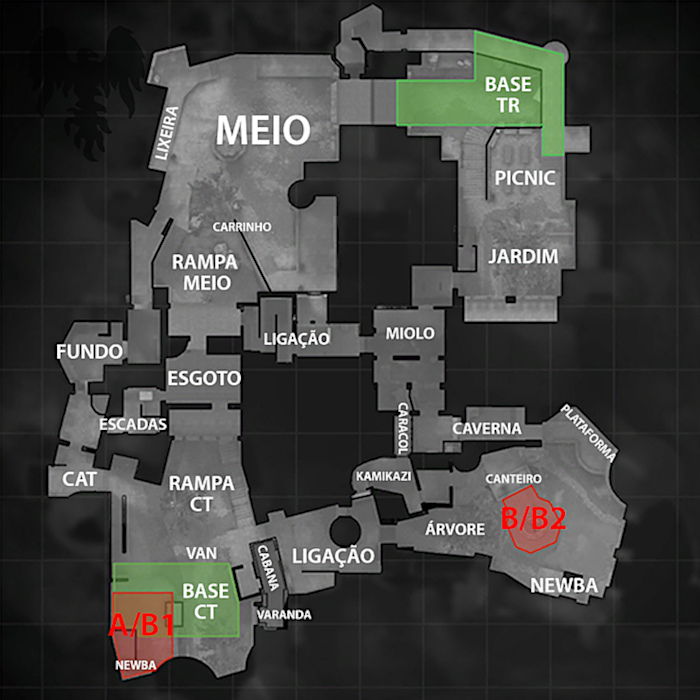 BASE
TR
LIXEIRA
MEIO
PICNIC
CARRINHO
RAMPA
MEIO
JARDIM
LIGAÇÃO
MIOLO
FUNDO
ESGOTO
ESCADAS
CARACOL
CAVERNA
PLATAFORMA
CAT
RAMPA
CT
KAMIKAZI
CANTEIRO
B/B2
ÁRVORE
VAN
CABANA
LIGAÇÃO
BASE
CT
NEWBA
VARANDA
A/B1
NEWBA